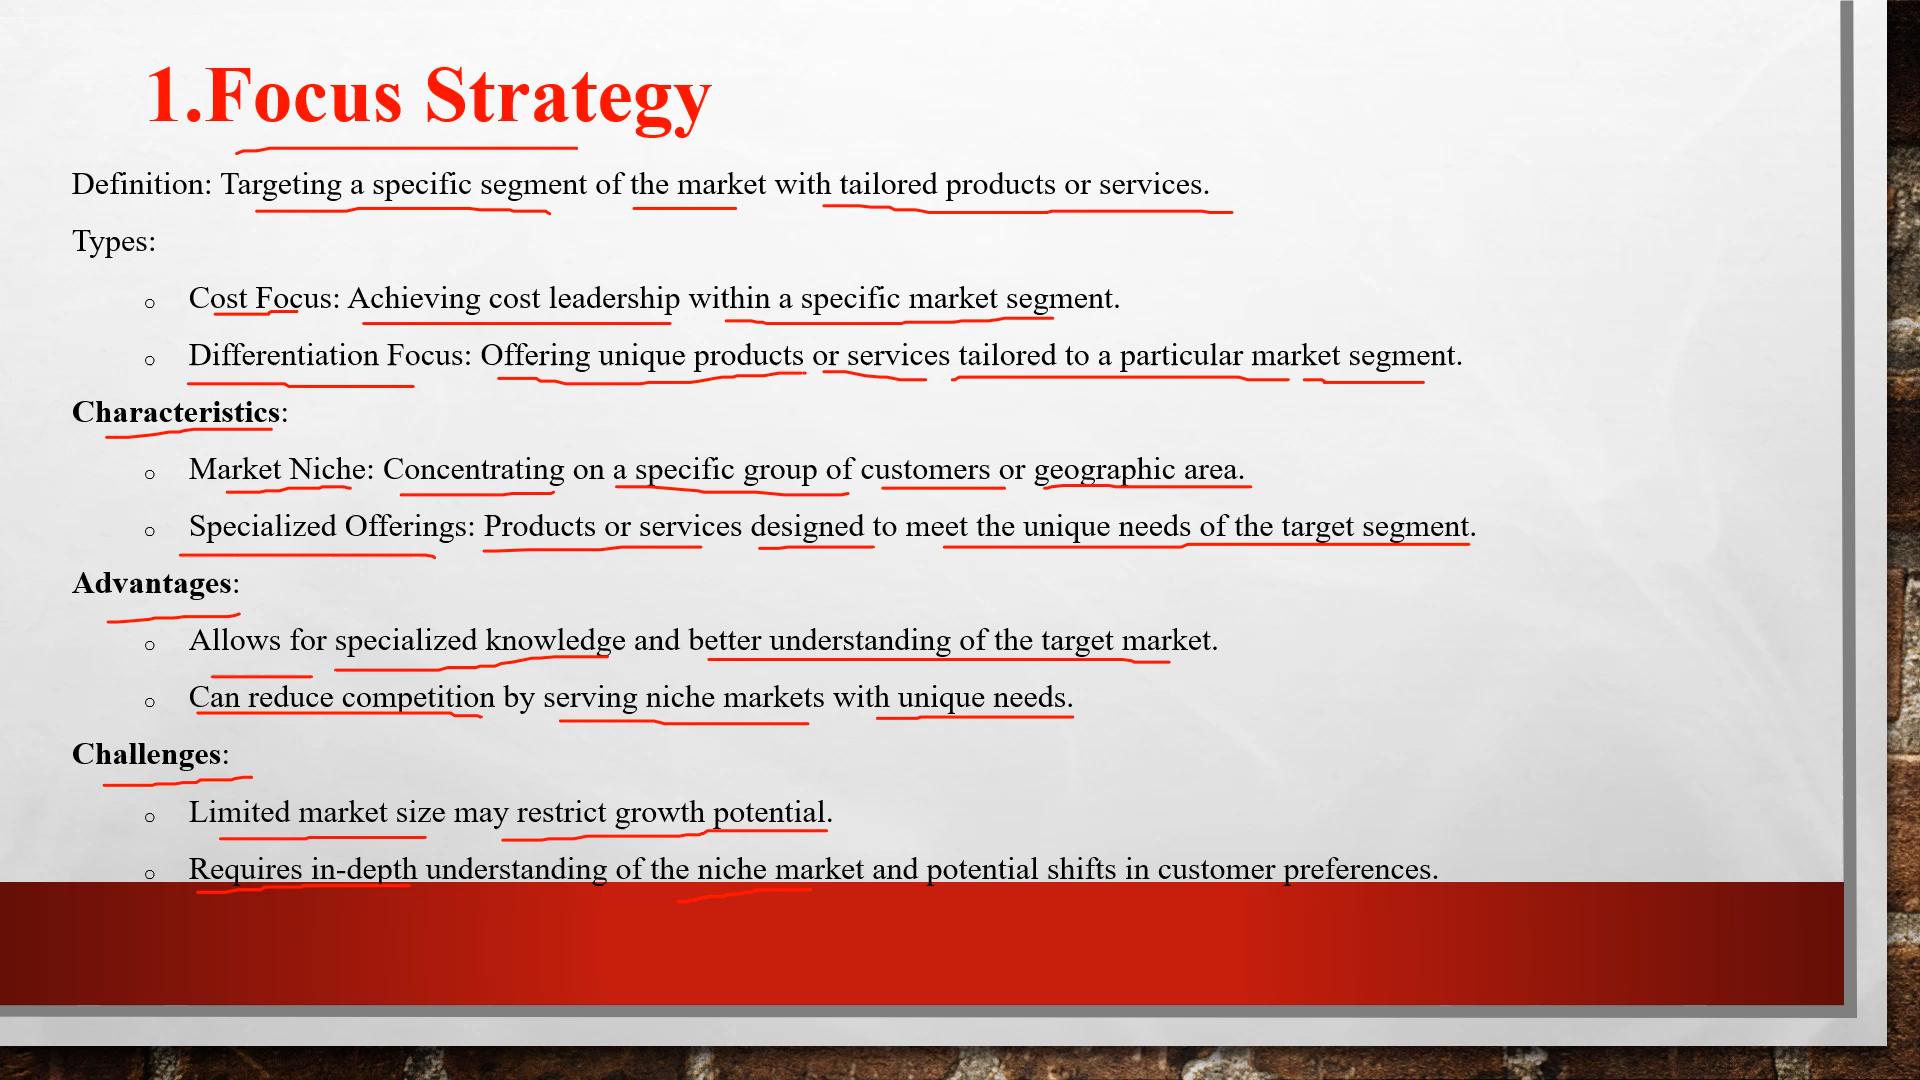 1.Focus Strategy
Definition: Targeting a specific segment of the market with tailored products or services.
Types:
○ Cost Focus: Achieving cost leadership within a specific market segment.
○ Differentiation Focus: Offering unique products or services tailored to a particular market segment.
Characteristics:
○ Market Niche: Concentrating on a specific group of customers or geographic area.
○ Specialized Offerings: Products or services designed to meet the unique needs of the target segment.
Advantages:
○ Allows for specialized knowledge and better understanding of the target market.
○ Can reduce competition by serving niche markets with unique needs.
Challenges:
○ Limited market size may restrict growth potential.
○ Requires in-depth understanding of the niche market and potential shifts in customer preferences.